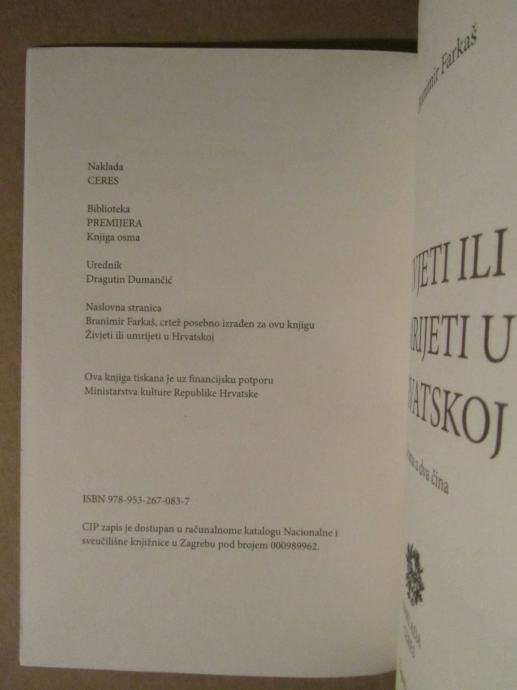 Naklada
CERES
Biblioteka
PREMIJERA
Knjiga osma
Urednik
Dragutin Dumančić
Naslovna stranica
Branimir Farkaš, crtež posebno izrađen za ovu knjigu
Živjeti ili umrijeti u Hrvatskoj
Ova knjiga tiskana je uz financijsku potporu
Ministarstva kulture Republike Hrvatske
ISBN 978-953-267-083-7
CIP zapis je dostupan u računalnome katalogu Nacionalne i
sveučilišne knjižnice u Zagrebu pod brojem 000989962.
Branimir Farkaš
VJETI ILI
RIJETI U
VATSKOJ
u dva čina